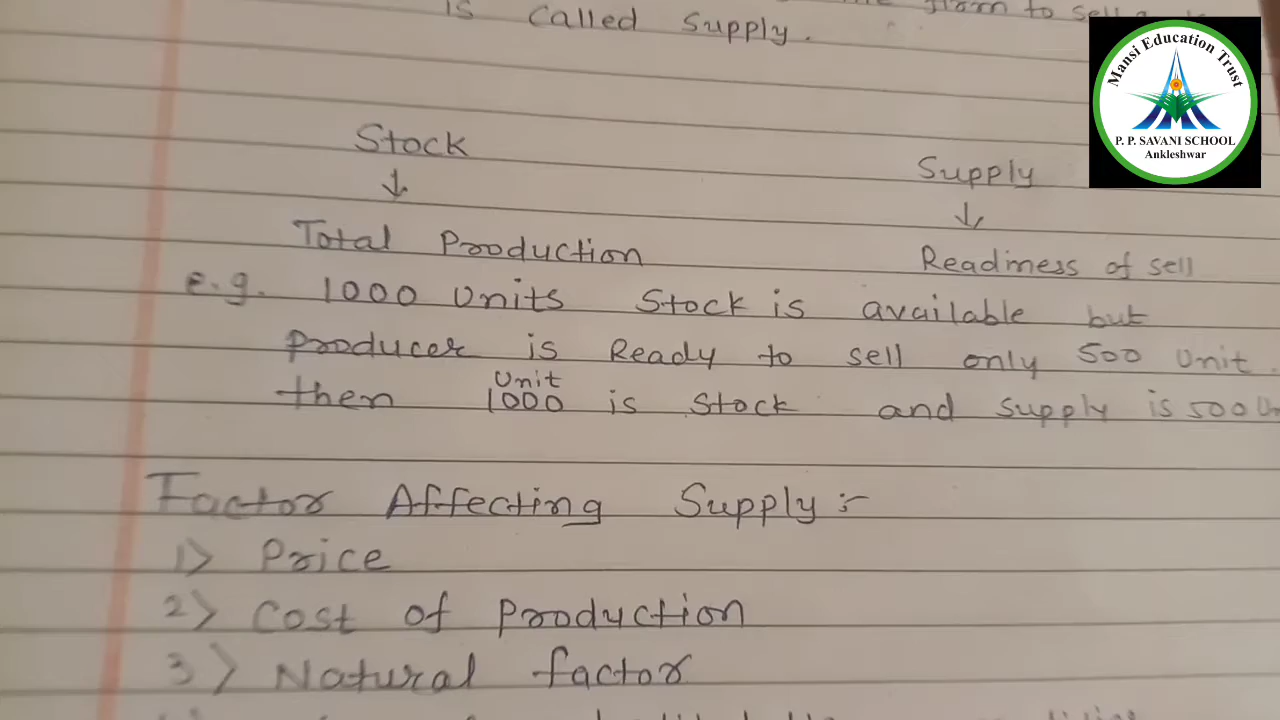 is called supply.
Mansi Education Trust
P. P. SAVANI SCHOOL
Ankleshwar
Stock Supply
↓ ↓
Total Production Readiness of sell
e.g. 1000 Units Stock is available but
Producer is Ready to sell only 500 Unit.
then 1000 Unit is Stock and supply is 500
Factor Affecting Supply :-
1) Price
2) Cost of Production
3) Natural factor